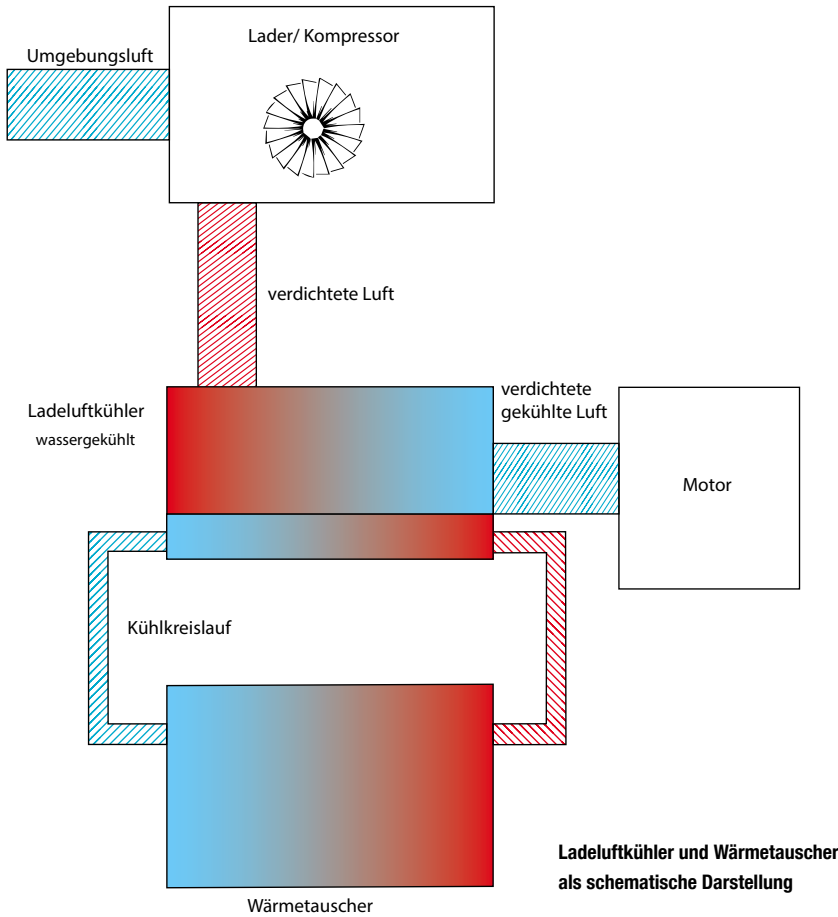 Lader/ Kompressor
Umgebungsluft
verdichtete Luft
Ladeluftkühler
wassergekühlt
verdichtete
gekühlte Luft
Motor
Kühlkreislauf
Wärmetauscher
Ladeluftkühler und Wärmetauscher
als schematische Darstellung